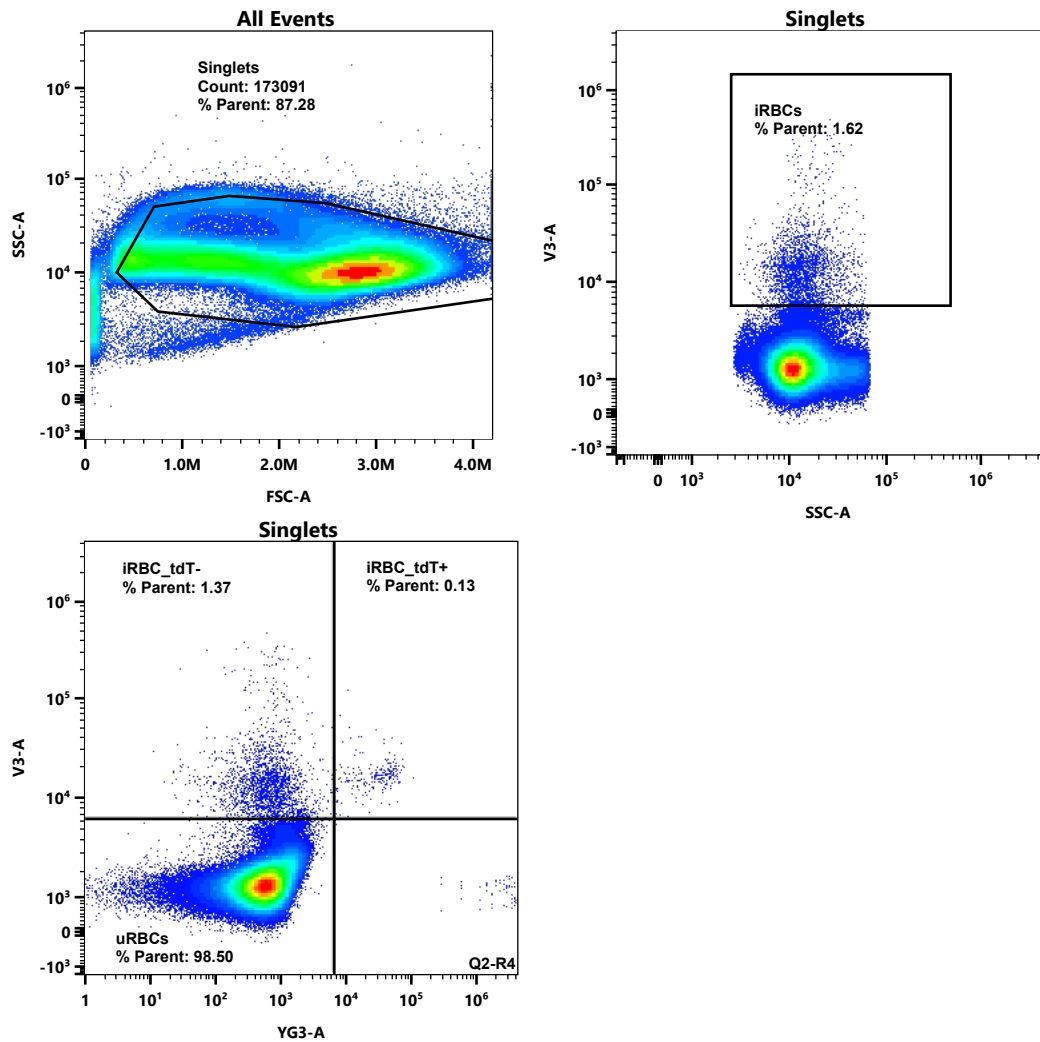 All Events
Singlets
Count: 173091
% Parent: 87.28
10⁶
10⁵
10⁴
10³
0
-10³
SSC-A
0
1.0M
2.0M
3.0M
4.0M
FSC-A
Singlets
iRBCs
% Parent: 1.62
10⁶
10⁵
10⁴
10³
0
-10³
V3-A
0
10³
10⁴
10⁵
10⁶
SSC-A
Singlets
iRBC_tdT-
% Parent: 1.37
iRBC_tdT+
% Parent: 0.13
10⁶
10⁵
10⁴
10³
0
-10³
V3-A
uRBCs
% Parent: 98.50
Q2-R4
1
10¹
10²
10³
10⁴
10⁵
10⁶
YG3-A